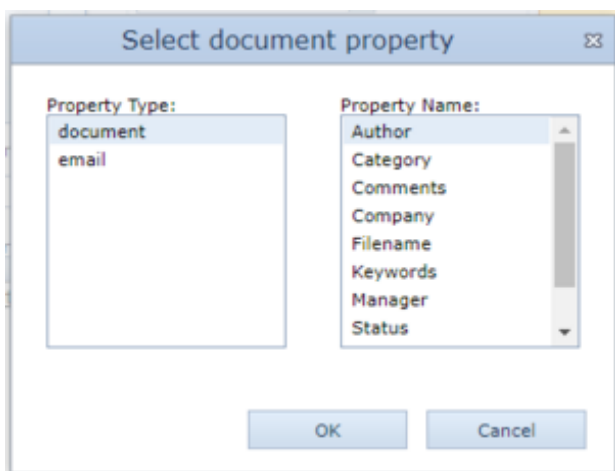 Select document property
Property Type:
document
email
Property Name:
Author
Category
Comments
Company
Filename
Keywords
Manager
Status
OK
Cancel